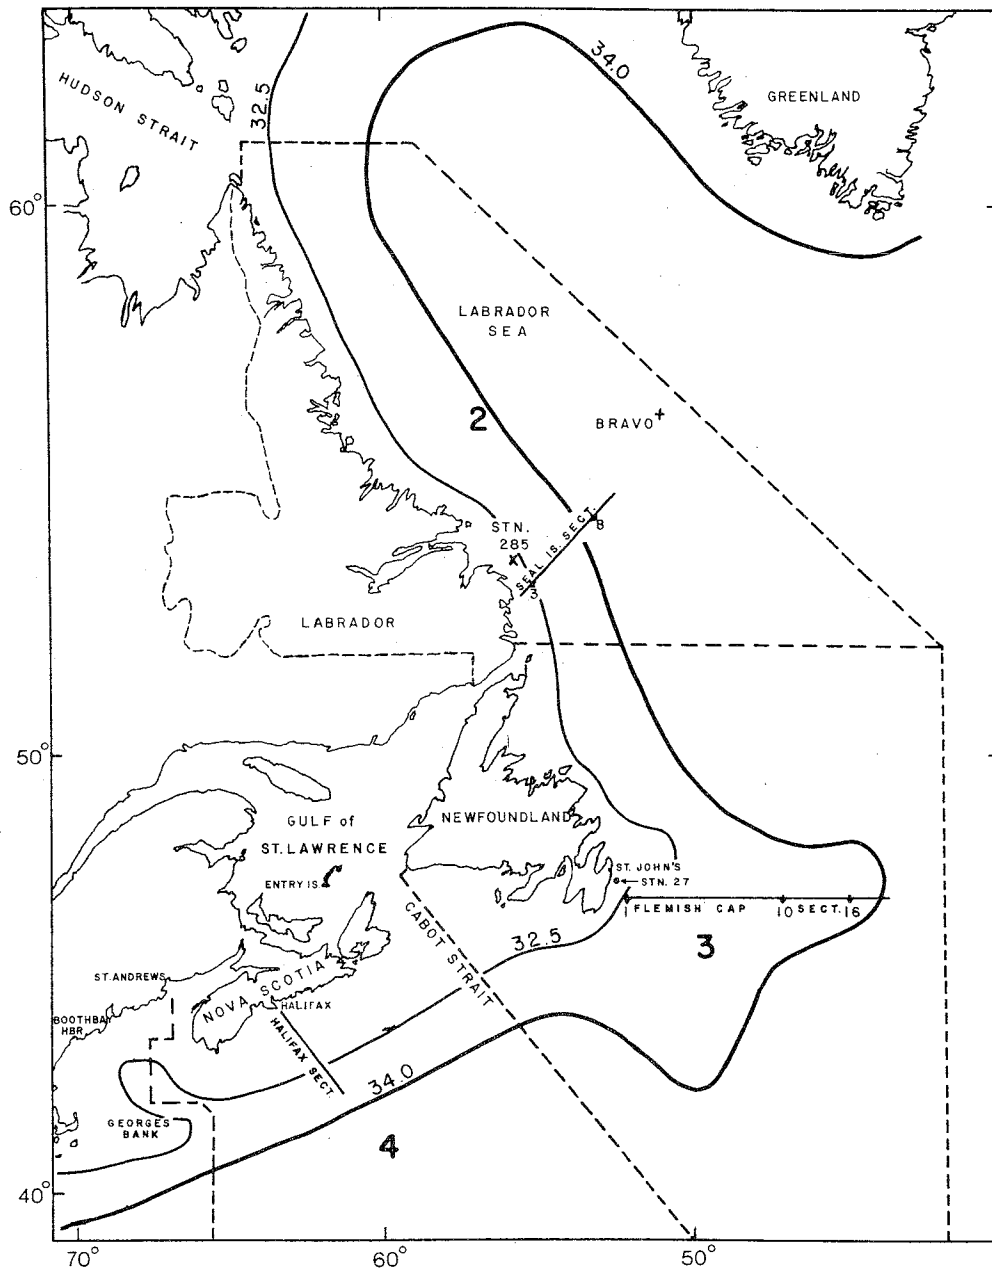 34.0
HUDSON STRAIT
32.5
GREENLAND
60°
LABRADOR
SEA
2
BRAVO+
STN.
285
SEAL IS. SECT.
8
3
LABRADOR
50°
GULF of
ST. LAWRENCE
NEWFOUNDLAND
ENTRY IS.
ST. JOHN'S
STN. 27
1 FLEMISH CAP 10 SECT. 16
CABOT STRAIT
32.5
3
ST. ANDREWS
NOVA SCOTIA
HALIFAX
BOOTHBAY
HBR.
HALIFAX SECT.
34.0
GEORGES
BANK
4
40°
70° 60° 50°